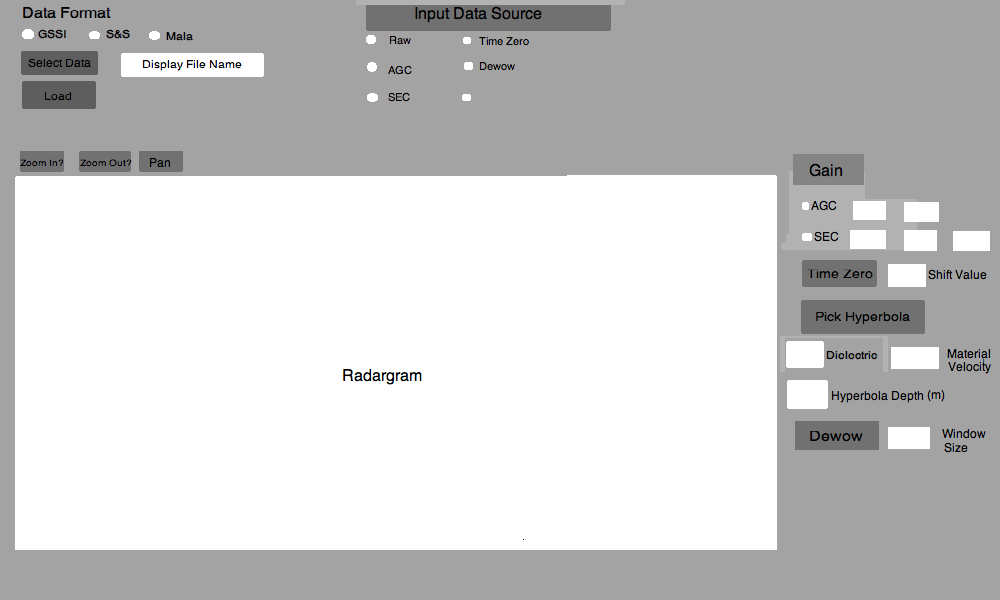 Data Format
GSSI S&S Mala
Select Data
Display File Name
Load
Input Data Source
Raw
Time Zero
AGC
Dewow
SEC
Zoom In? Zoom Out? Pan
Radargram
Gain
AGC
SEC
Time Zero
Shift Value
Pick Hyperbola
Dielectric
Material
Velocity
Hyperbola Depth (m)
Dewow
Window
Size